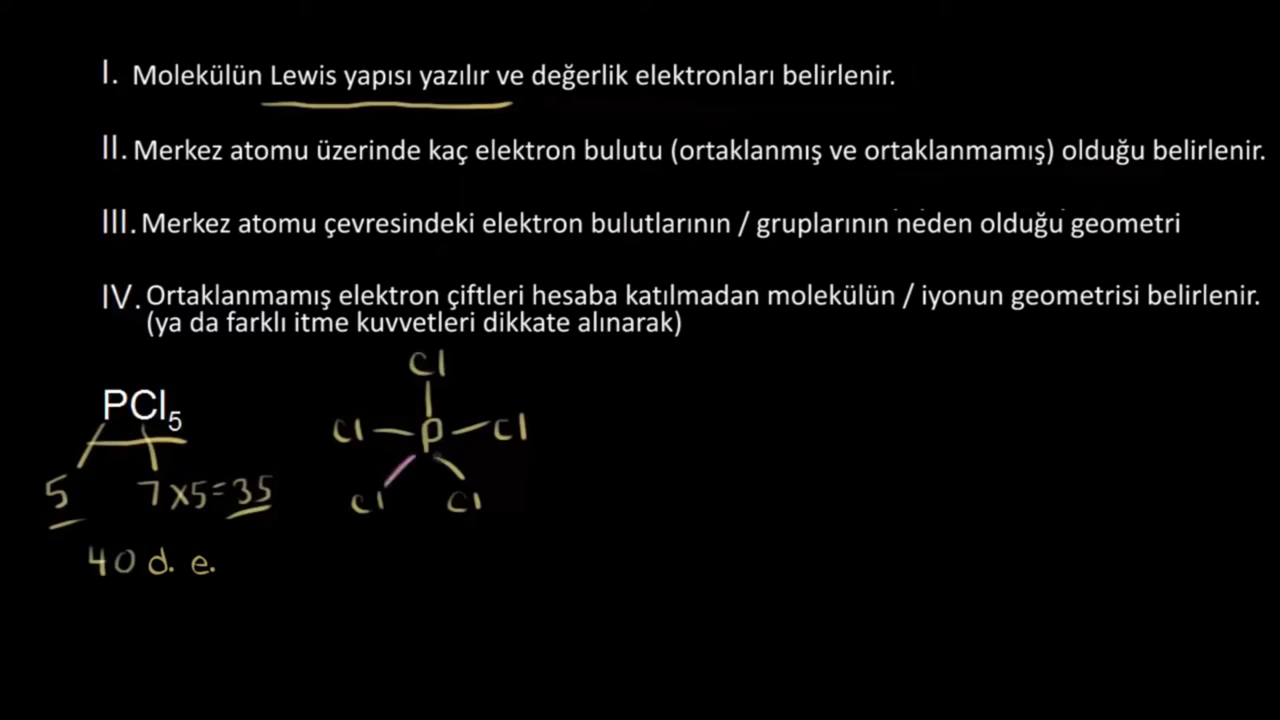 I. Molekülün Lewis yapısı yazılır ve değerlik elektronları belirlenir.
II. Merkez atomu üzerinde kaç elektron bulutu (ortaklanmış ve ortaklanmamış) olduğu belirlenir.
III. Merkez atomu çevresindeki elektron bulutlarının / gruplarının neden olduğu geometri
IV. Ortaklanmamış elektron çiftleri hesaba katılmadan molekülün / iyonun geometrisi belirlenir.
(ya da farklı itme kuvvetleri dikkate alınarak)
PCl5
5 7x5=35
40 d. e.
Cl
Cl P Cl
Cl Cl